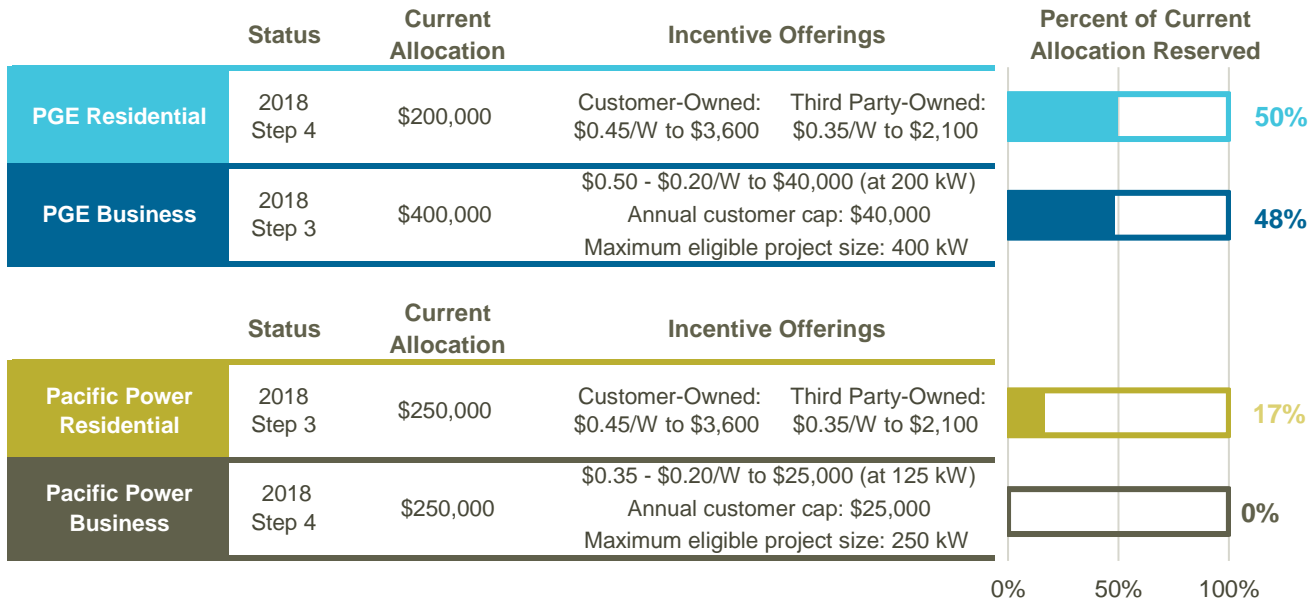 Status
Current
Allocation
Incentive Offerings
Percent of Current
Allocation Reserved
PGE Residential
2018
Step 4
$200,000
Customer-Owned:
$0.45/W to $3,600
Third Party-Owned:
$0.35/W to $2,100
50%
PGE Business
2018
Step 3
$400,000
$0.50 - $0.20/W to $40,000 (at 200 kW)
Annual customer cap: $40,000
Maximum eligible project size: 400 kW
48%
Status
Current
Allocation
Incentive Offerings
Pacific Power
Residential
2018
Step 3
$250,000
Customer-Owned:
$0.45/W to $3,600
Third Party-Owned:
$0.35/W to $2,100
17%
Pacific Power
Business
2018
Step 4
$250,000
$0.35 - $0.20/W to $25,000 (at 125 kW)
Annual customer cap: $25,000
Maximum eligible project size: 250 kW
0%
0% 50% 100%